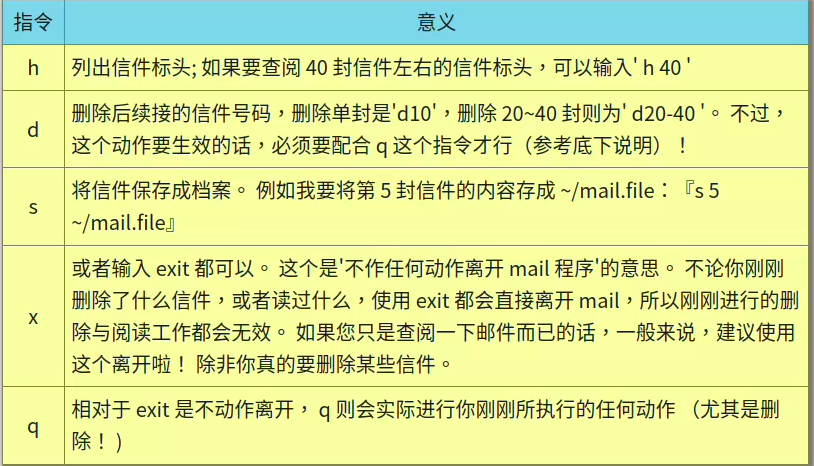 指令 意义
h 列出信件标头; 如果要查阅 40 封信件左右的信件标头，可以输入' h 40 '
d 删除后续接的信件号码，删除单封是'd10'，删除 20~40 封则为' d20-40 '。 不过，
这个动作要生效的话，必须要配合 q 这个指令才行（参考底下说明）！
s 将信件保存成档案。 例如我要将第 5 封信件的内容存成 ~/mail.file：『s 5
~/mail.file』
x 或者输入 exit 都可以。 这个是'不作任何动作离开 mail 程序'的意思。 不论你刚刚
删除了什么信件，或者读过什么，使用 exit 都会直接离开 mail，所以刚刚进行的删
除与阅读工作都会无效。 如果您只是查阅一下邮件而已的话，一般来说，建议使用
这个离开啦！ 除非你真的要删除某些信件。
q 相对于 exit 是不动作离开， q 则会实际进行你刚刚所执行的任何动作 （尤其是删
除！ )